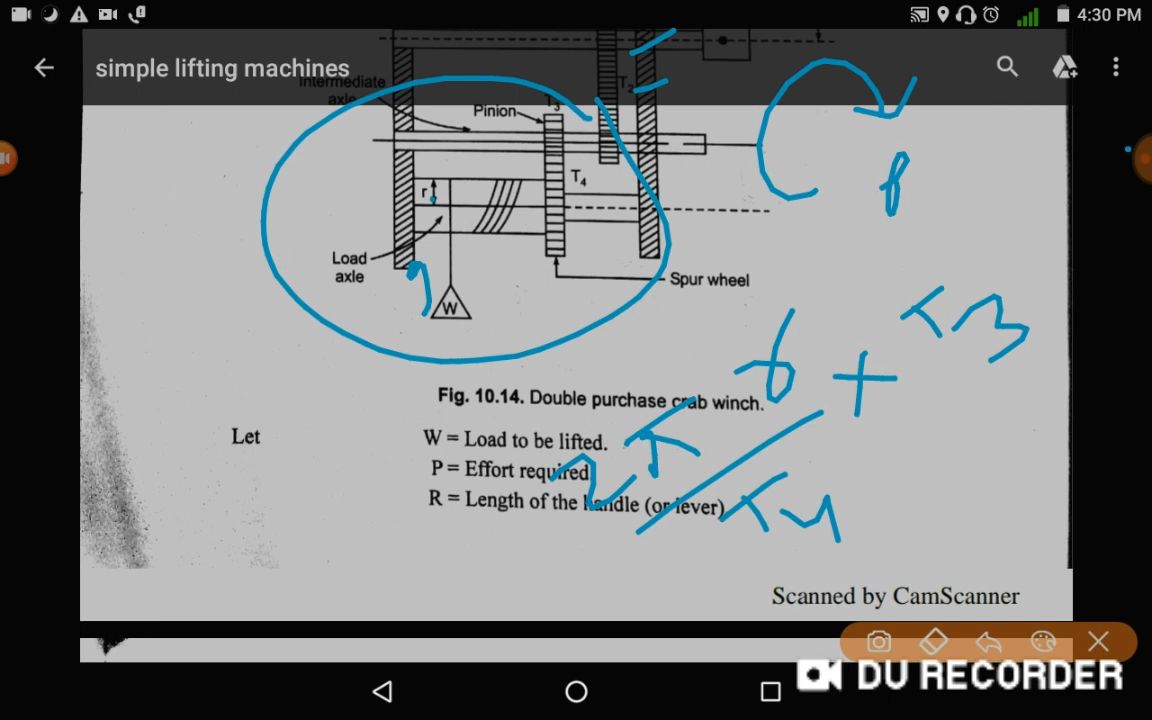 4:30 PM
simple lifting machines
Intermediate
axle
Pinion
T3
T2
T4
r
Load
axle
W
Spur wheel
Fig. 10.14. Double purchase crab winch.
Let
W = Load to be lifted.
P = Effort required
R = Length of the handle (or lever)
T3
T4
Scanned by CamScanner
DU RECORDER